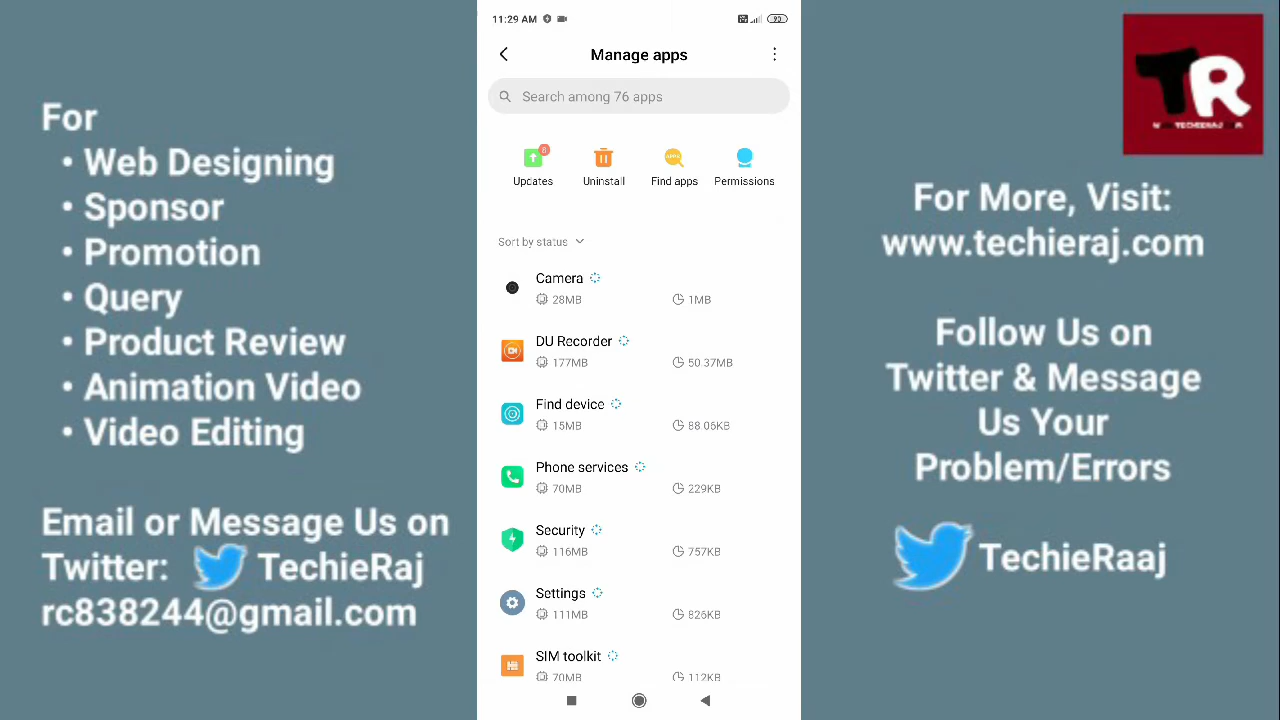 For
• Web Designing
• Sponsor
• Promotion
• Query
• Product Review
• Animation Video
• Video Editing
Email or Message Us on
Twitter: TechieRaj
rc838244@gmail.com
11:29 AM
90
Manage apps
Search among 76 apps
6
APPS
Updates
Uninstall
Find apps
Permissions
Sort by status
Camera
28MB
1MB
DU Recorder
177MB
50.37MB
Find device
15MB
88.06KB
Phone services
70MB
229KB
Security
116MB
757KB
Settings
111MB
826KB
SIM toolkit
70MB
112KB
TR
For More, Visit:
www.techieraj.com
Follow Us on
Twitter & Message
Us Your
Problem/Errors
TechieRaaj